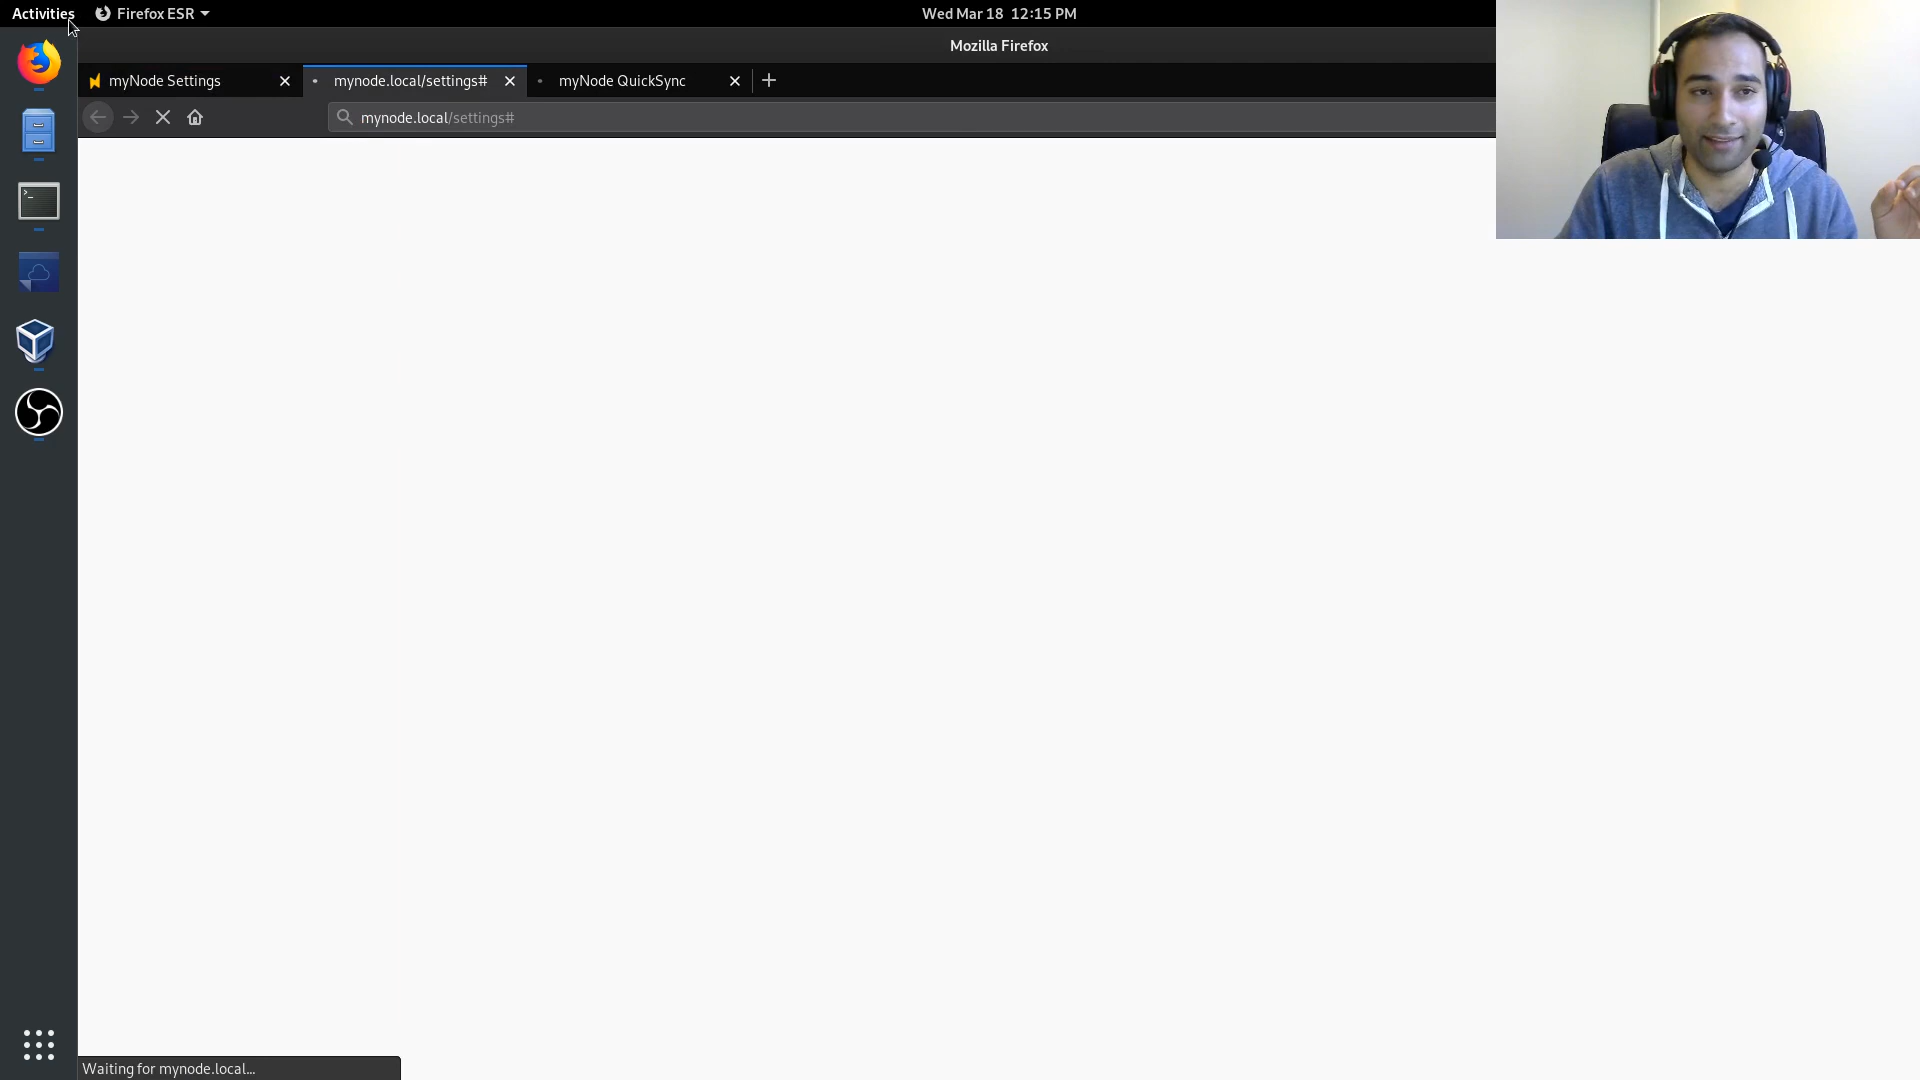 Activities Firefox ESR Wed Mar 18 12:15 PM
Mozilla Firefox
myNode Settings mynode.local/settings# myNode QuickSync
mynode.local/settings#
>_
Waiting for mynode.local...